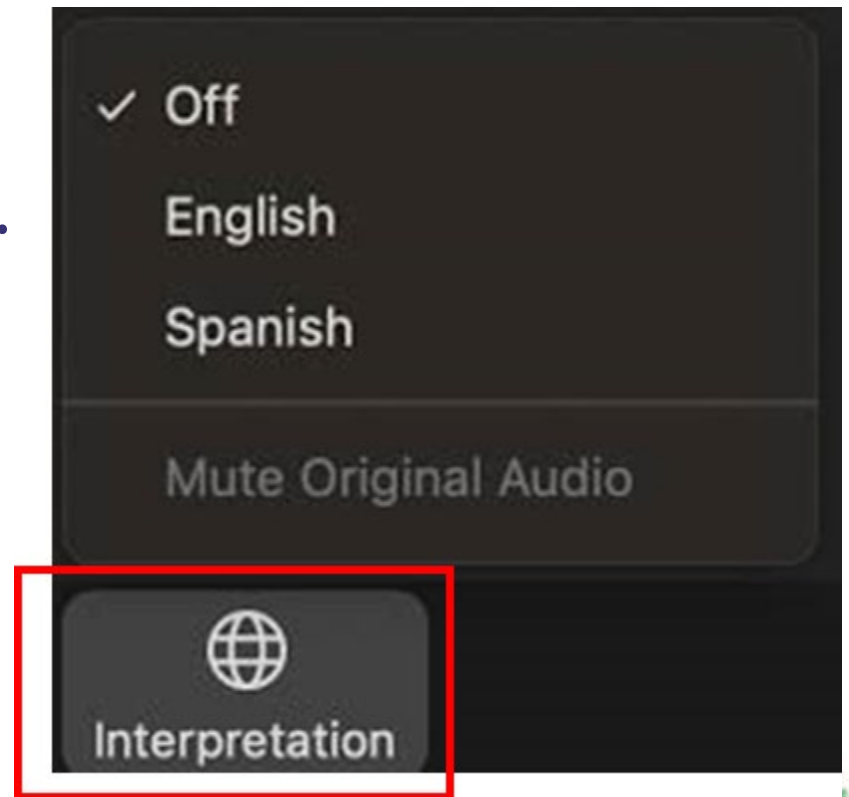 ✓ Off
English
Spanish
Mute Original Audio
Interpretation